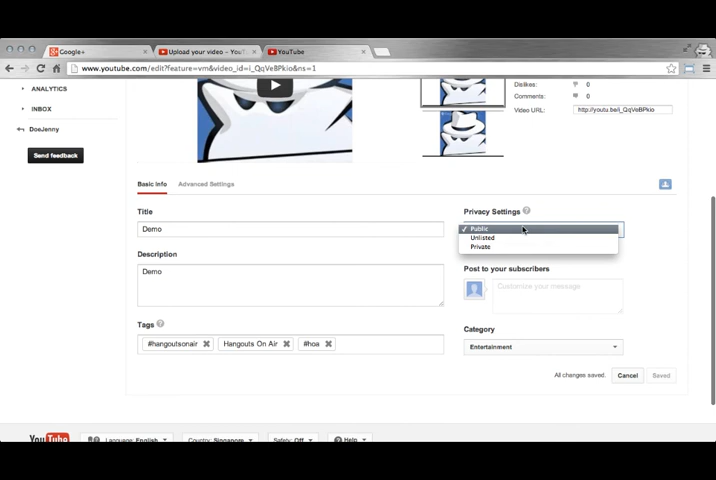 Google+
Upload your video – YouT
YouTube
www.youtube.com/edit?feature=vm&video_id=i_QqVeBPkio&ns=1
ANALYTICS
INBOX
DoeJenny
Send feedback
Dislikes: 0
Comments: 0
Video URL: http://youtu.be/i_QqVeBPkio
Basic Info
Advanced Settings
Title
Demo
Description
Demo
Tags
#hangoutsonair
Hangouts On Air
#hoa
Privacy Settings
Public
Unlisted
Private
Post to your subscribers
Customize your message
Category
Entertainment
All changes saved.
Cancel
Saved
YouTube
Language: English
Country: Singapore
Safety: Off
Help